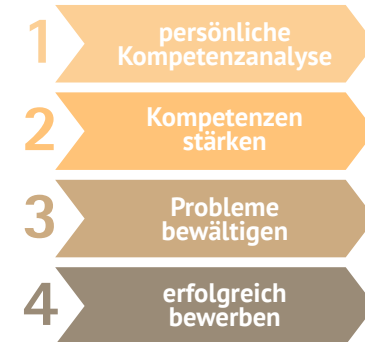 1
persönliche
Kompetenzanalyse
2
Kompetenzen
stärken
3
Probleme
bewältigen
4
erfolgreich
bewerben